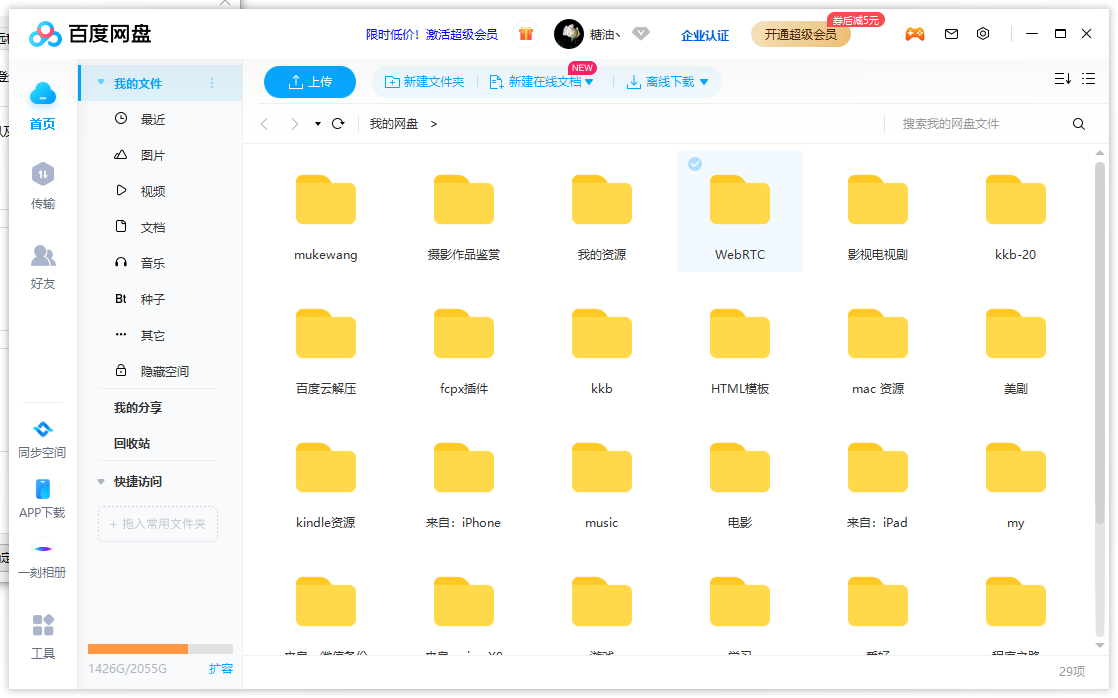 百度网盘
限时低价！激活超级会员
糖油丶
企业认证
开通超级会员
券后减5元
首页
传输
好友
同步空间
APP下载
一刻相册
工具
我的文件
最近
图片
视频
文档
音乐
Bt 种子
其它
隐藏空间
我的分享
回收站
快捷访问
+ 拖入常用文件夹
1426G/2055G 扩容
上传
新建文件夹
新建在线文档
NEW
离线下载
我的网盘 >
搜索我的网盘文件
mukewang
摄影作品鉴赏
我的资源
WebRTC
影视电视剧
kkb-20
百度云解压
fcpx插件
kkb
HTML模板
mac 资源
美剧
kindle资源
来自：iPhone
music
电影
来自：iPad
my
29项